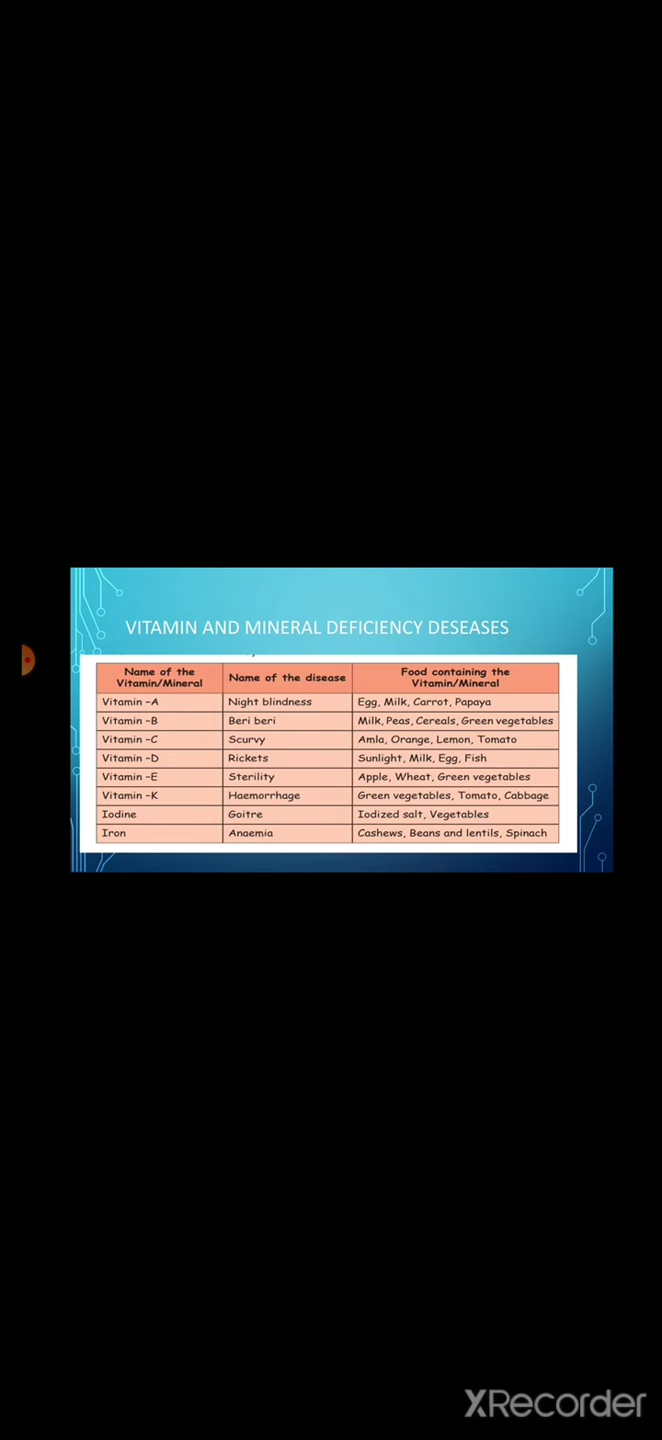 VITAMIN AND MINERAL DEFICIENCY DESEASES
Name of the Vitamin/Mineral Name of the disease Food containing the Vitamin/Mineral
Vitamin –A Night blindness Egg, Milk, Carrot, Papaya
Vitamin –B Beri beri Milk, Peas, Cereals, Green vegetables
Vitamin –C Scurvy Amla, Orange, Lemon, Tomato
Vitamin –D Rickets Sunlight, Milk, Egg, Fish
Vitamin –E Sterility Apple, Wheat, Green vegetables
Vitamin –K Haemorrhage Green vegetables, Tomato, Cabbage
Iodine Goitre Iodized salt, Vegetables
Iron Anaemia Cashews, Beans and lentils, Spinach
XRecorder